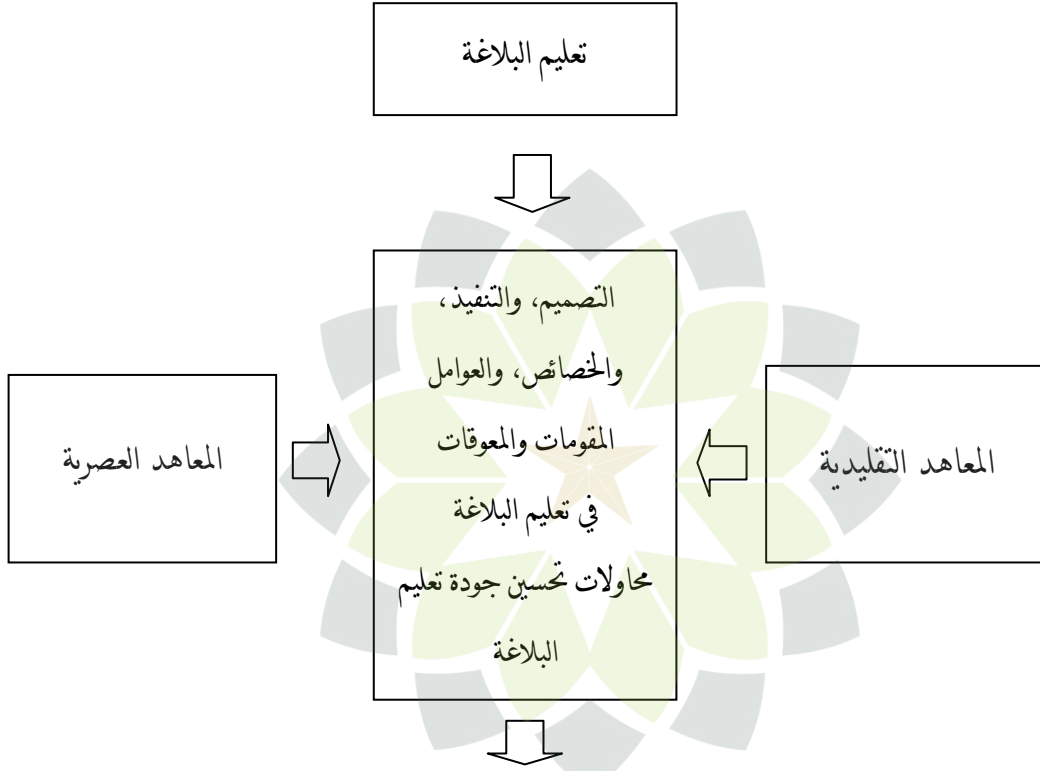 تعليم البلاغة
التصميم، والتنفيذ،
والخصائص، والعوامل
المقومات والمعوقات
في تعليم البلاغة
محاولات تحسين جودة تعليم
البلاغة
المعاهد التقليدية
المعاهد العصرية